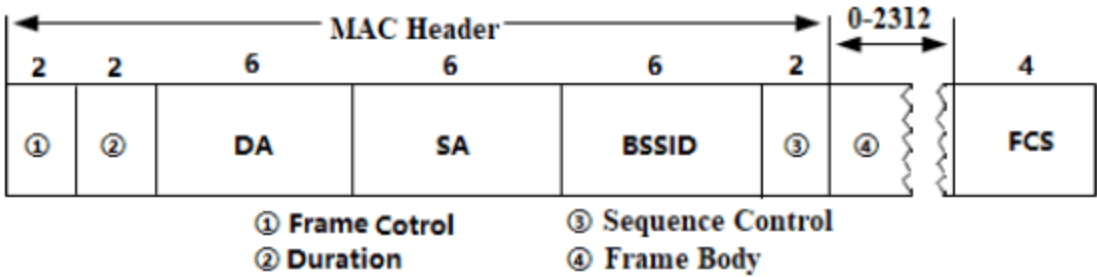 MAC Header 0-2312
2 2 6 6 6 2 4
① ② DA SA BSSID ③ ④ FCS
① Frame Cotrol ③ Sequence Control
② Duration ④ Frame Body